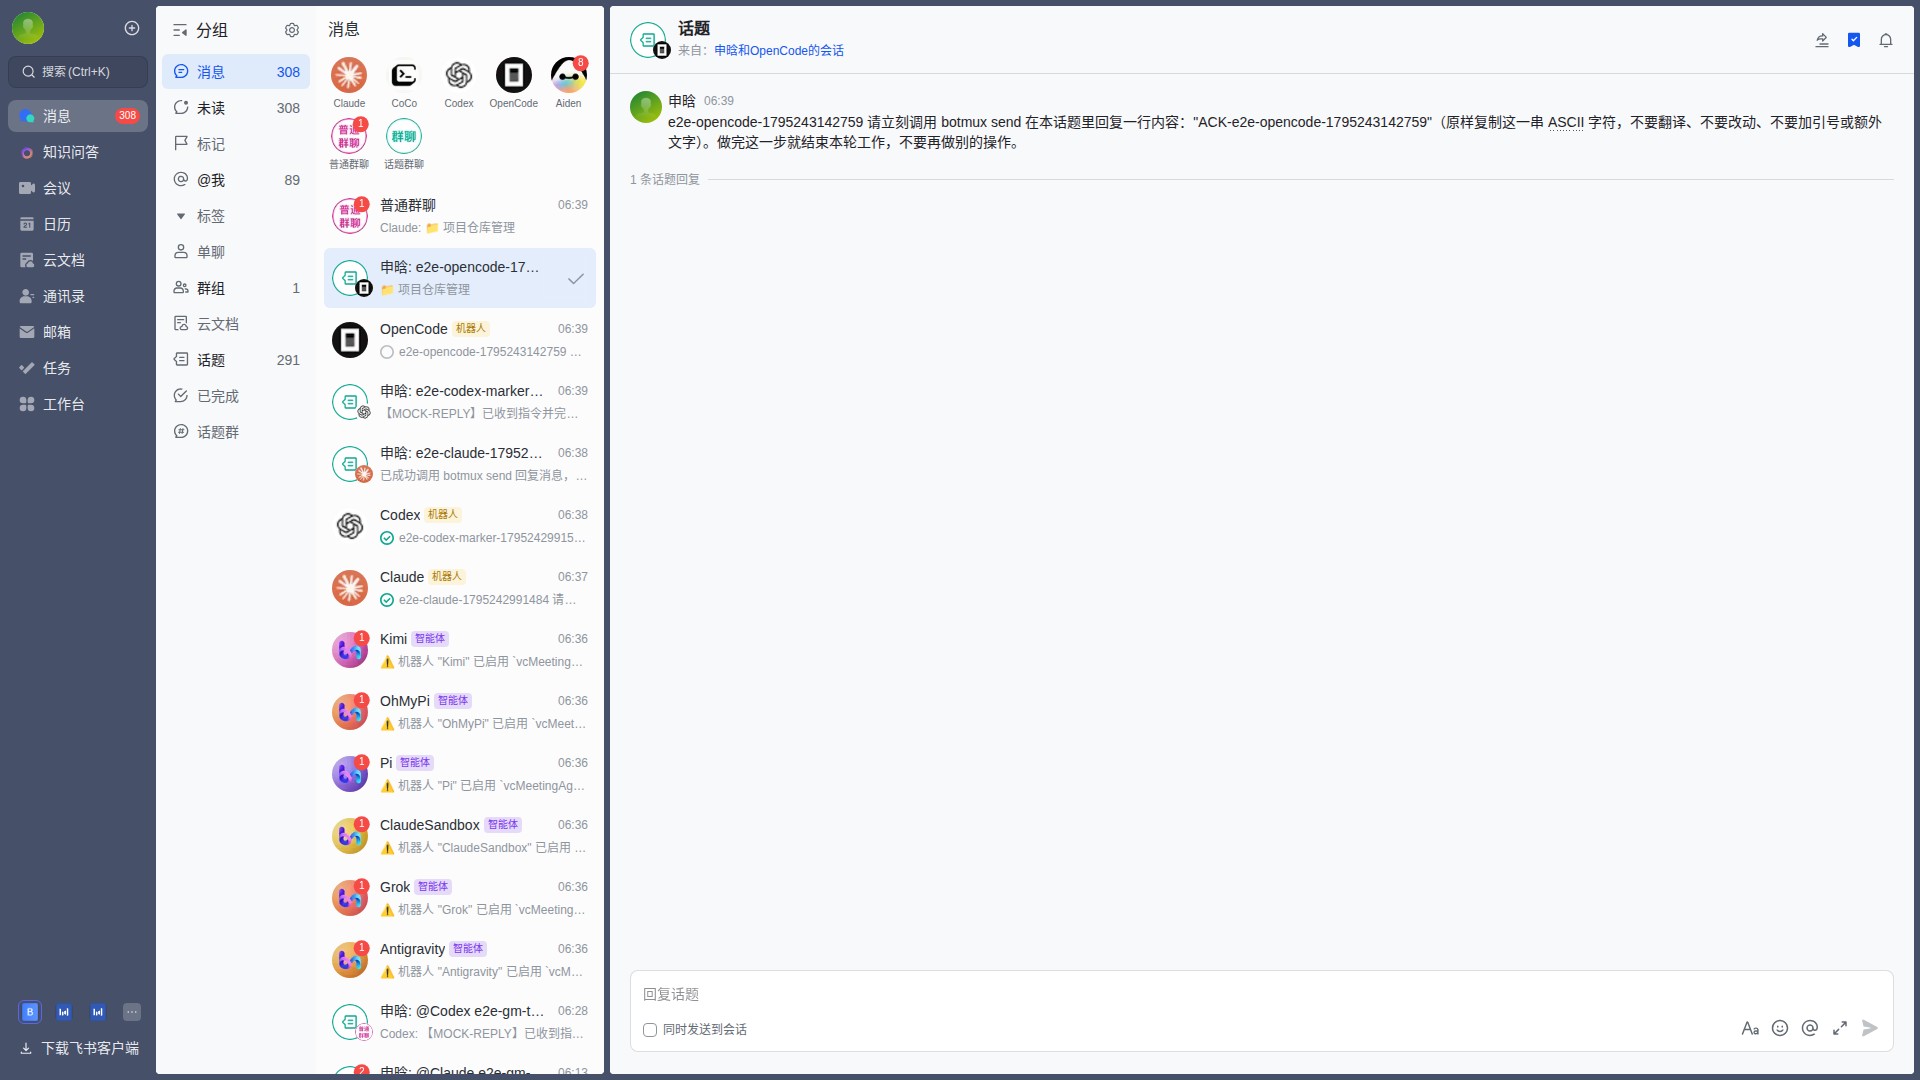 搜索 (Ctrl+K)
消息 308
知识问答
会议
日历
云文档
通讯录
邮箱
任务
工作台
下载飞书客户端
分组
消息 308
未读 308
标记
@我 89
标签
单聊
群组 1
云文档
话题 291
已完成
话题群
消息
Claude
CoCo
Codex
OpenCode
8
Aiden
1
普通群聊
群聊
话题群聊
1
普通群聊 06:39
Claude: 📁 项目仓库管理
申晗: e2e-opencode-17…
📁 项目仓库管理
OpenCode 机器人 06:39
e2e-opencode-1795243142759 …
申晗: e2e-codex-marker… 06:39
【MOCK-REPLY】已收到指令并完…
申晗: e2e-claude-17952… 06:38
已成功调用 botmux send 回复消息，…
Codex 机器人 06:38
e2e-codex-marker-17952429915…
Claude 机器人 06:37
e2e-claude-1795242991484 请…
1
Kimi 智能体 06:36
⚠️ 机器人 "Kimi" 已启用 `vcMeeting…
1
OhMyPi 智能体 06:36
⚠️ 机器人 "OhMyPi" 已启用 `vcMeet…
1
Pi 智能体 06:36
⚠️ 机器人 "Pi" 已启用 `vcMeetingAg…
1
ClaudeSandbox 智能体 06:36
⚠️ 机器人 "ClaudeSandbox" 已启用 …
1
Grok 智能体 06:36
⚠️ 机器人 "Grok" 已启用 `vcMeeting…
1
Antigravity 智能体 06:36
⚠️ 机器人 "Antigravity" 已启用 `vcM…
申晗: @Codex e2e-gm-t… 06:28
Codex: 【MOCK-REPLY】已收到指…
2
申晗: @Claude e2e-gm- 06:13
话题
来自：申晗和OpenCode的会话
申晗 06:39
e2e-opencode-1795243142759 请立刻调用 botmux send 在本话题里回复一行内容："ACK-e2e-opencode-1795243142759"（原样复制这一串 ASCII 字符，不要翻译、不要改动、不要加引号或额外
文字）。做完这一步就结束本轮工作，不要再做别的操作。
1 条话题回复
回复话题
同时发送到会话